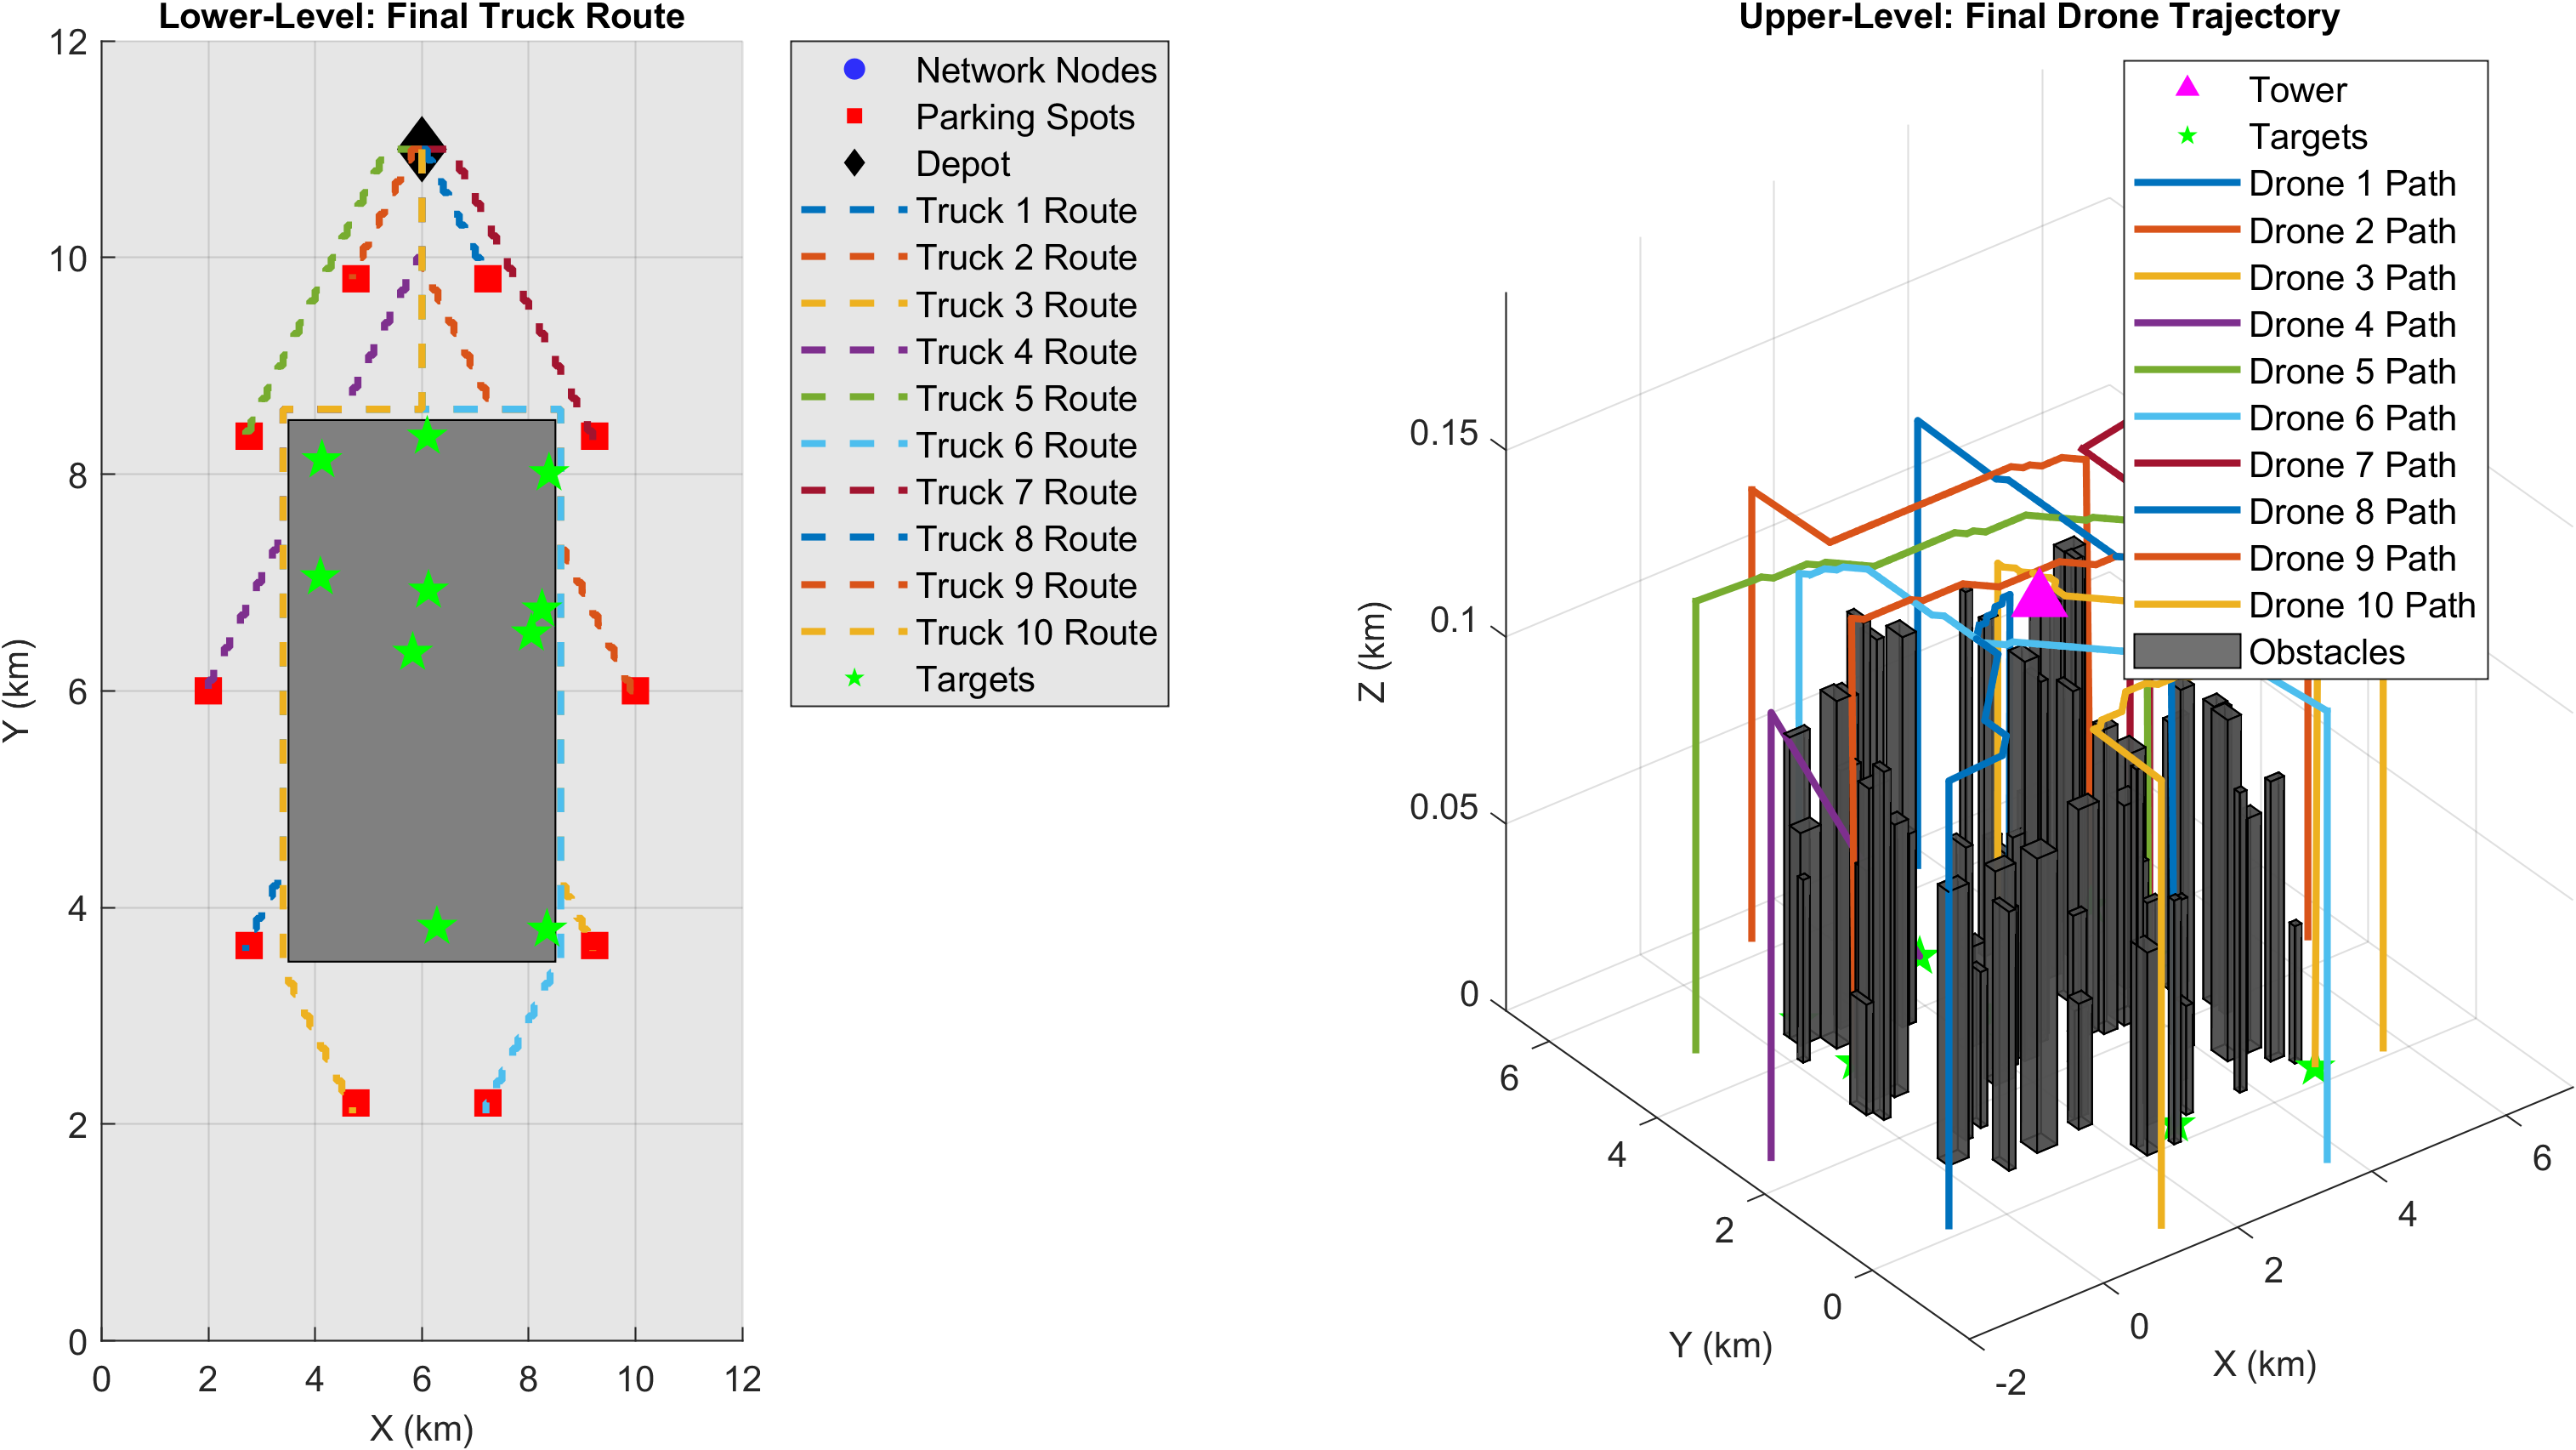 Lower-Level: Final Truck Route
12
10
8
6
4
2
0
0 2 4 6 8 10 12
X (km)
Y (km)
Network Nodes
Parking Spots
Depot
Truck 1 Route
Truck 2 Route
Truck 3 Route
Truck 4 Route
Truck 5 Route
Truck 6 Route
Truck 7 Route
Truck 8 Route
Truck 9 Route
Truck 10 Route
Targets
Upper-Level: Final Drone Trajectory
Tower
Targets
Drone 1 Path
Drone 2 Path
Drone 3 Path
Drone 4 Path
Drone 5 Path
Drone 6 Path
Drone 7 Path
Drone 8 Path
Drone 9 Path
Drone 10 Path
Obstacles
0.15
0.1
0.05
0
Z (km)
6
4
2
0
-2
Y (km)
0
2
4
6
X (km)